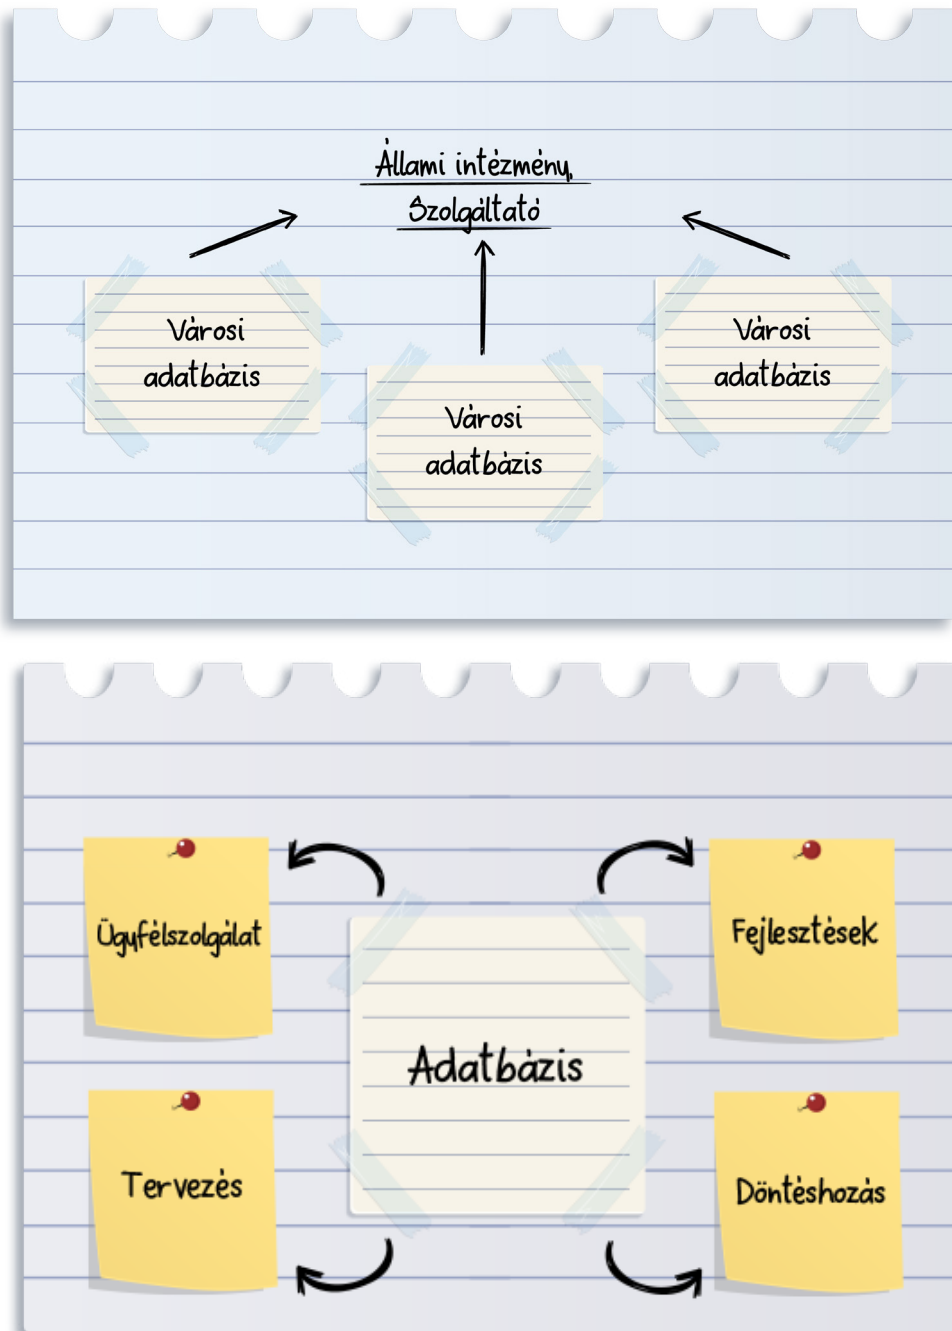 Állami intézmény,
Szolgáltató
Városi
adatbázis
Városi
adatbázis
Városi
adatbázis
Ügyfélszolgálat
Fejlesztések
Adatbázis
Tervezés
Döntéshozás